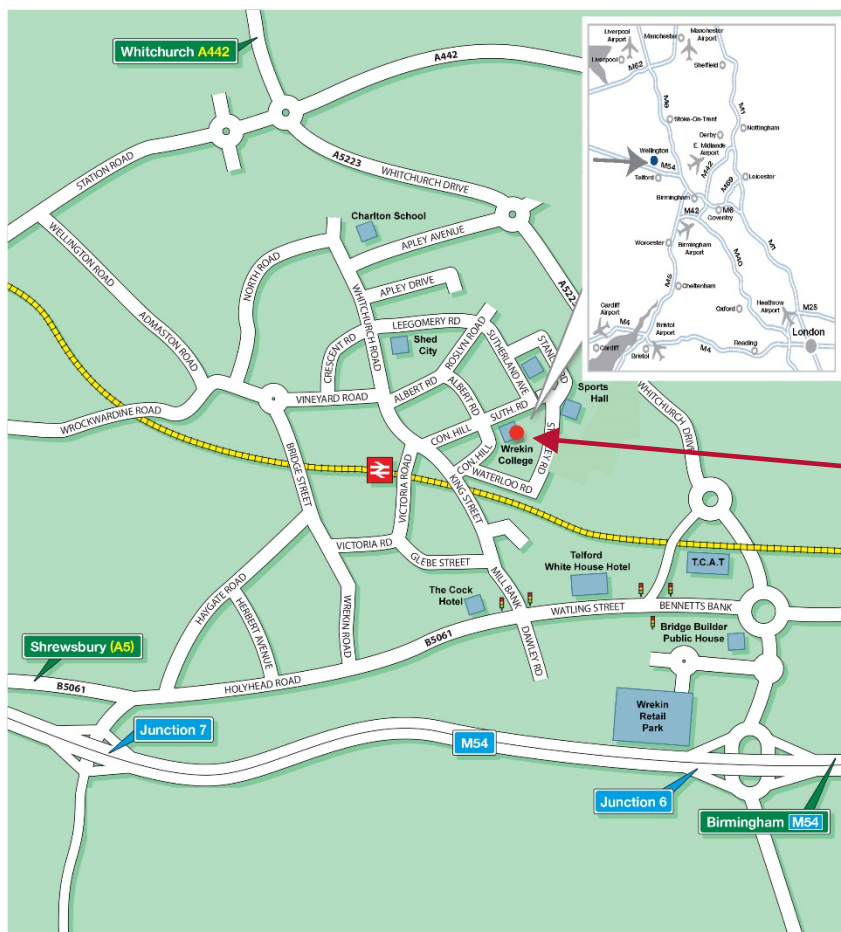 Whitchurch A442
A442
STATION ROAD
A5223
WHITCHURCH DRIVE
WELLINGTON ROAD
Charlton School
APLEY AVENUE
NORTH ROAD
WHITCHURCH ROAD
APLEY DRIVE
A522
ADMASTON ROAD
CRESCENT RD
LEEGOMERY RD
Shed
City
ROSLYN ROAD
SUTHERLAND AVE
ALBERT RD
ALBERT RD
VINEYARD ROAD
WROCKWARDINE ROAD
Sports
Hall
SUTH. RD
CON. HILL
Wrekin
College
CON. HILL
WATERLOO RD
WHITCHURCH DRIVE
BRIDGE STREET
VICTORIA ROAD
KING STREET
VICTORIA RD
GLEBE STREET
MILL BANK
Telford
White House Hotel
T.C.A.T
The Cock
Hotel
WATLING STREET
BENNETTS BANK
Bridge Builder
Public House
HAYGATE ROAD
HERBERT AVENUE
WREKIN ROAD
B5061
DAWLEY RD
Shrewsbury (A5)
B5061
HOLYHEAD ROAD
Wrekin
Retail
Park
Junction 7
M54
Junction 6
Birmingham M54
Liverpool
Airport
Manchester
Manchester
Airport
Liverpool
M62
Sheffield
M6
M1
Stoke-On-Trent
Nottingham
Derby
E. Midlands
Airport
Wellington
M54
M42
Telford
M69
Leicester
Birmingham
M42
M6
Coventry
Worcester
Birmingham
Airport
M1
M40
M5
Cheltenham
Cardiff
Airport
Oxford
Heathrow
Airport
M25
M4
Bristol
Airport
London
Cardiff
Bristol
M4
Reading